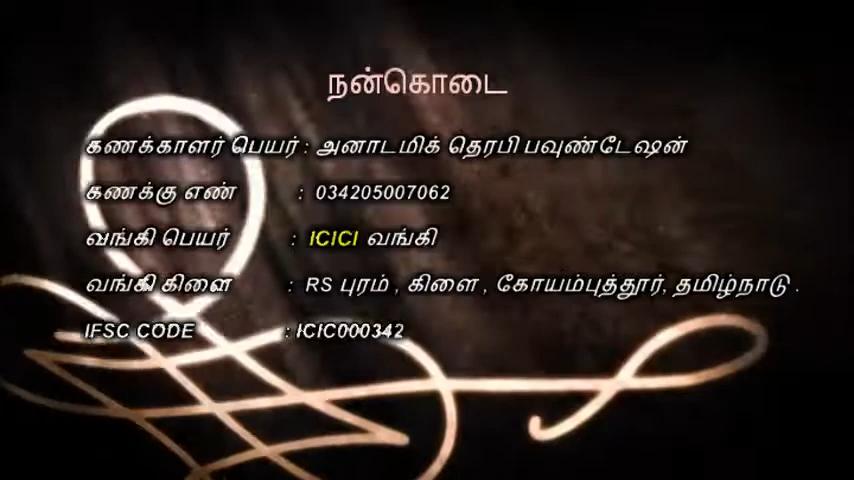 நன்கொடை
கணக்காளர் பெயர் : அனாடமிக் தெரபி பவுண்டேஷன்
கணக்கு எண் : 034205007062
வங்கி பெயர் : ICICI வங்கி
வங்கி கிளை : RS புரம் , கிளை , கோயம்புத்தூர், தமிழ்நாடு .
IFSC CODE : ICIC000342